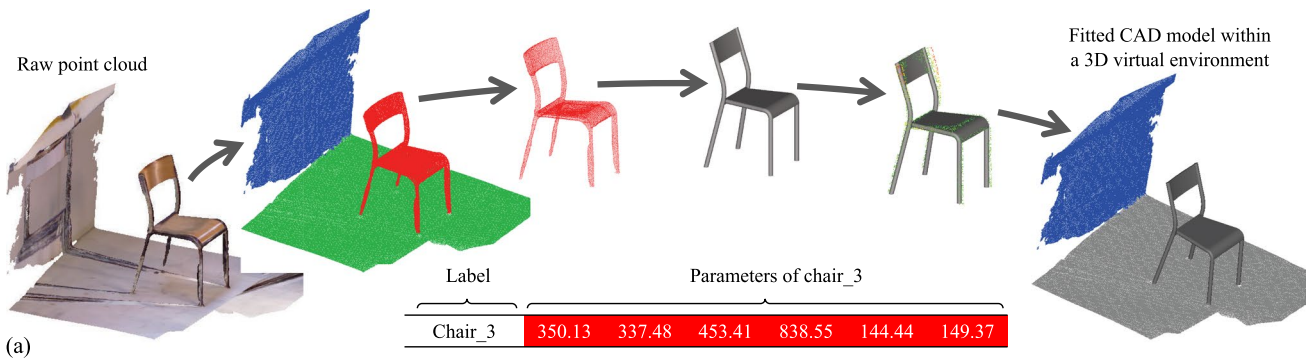 Raw point cloud
Fitted CAD model within
a 3D virtual environment
Label
Parameters of chair_3
Chair_3 350.13 337.48 453.41 838.55 144.44 149.37
(a)